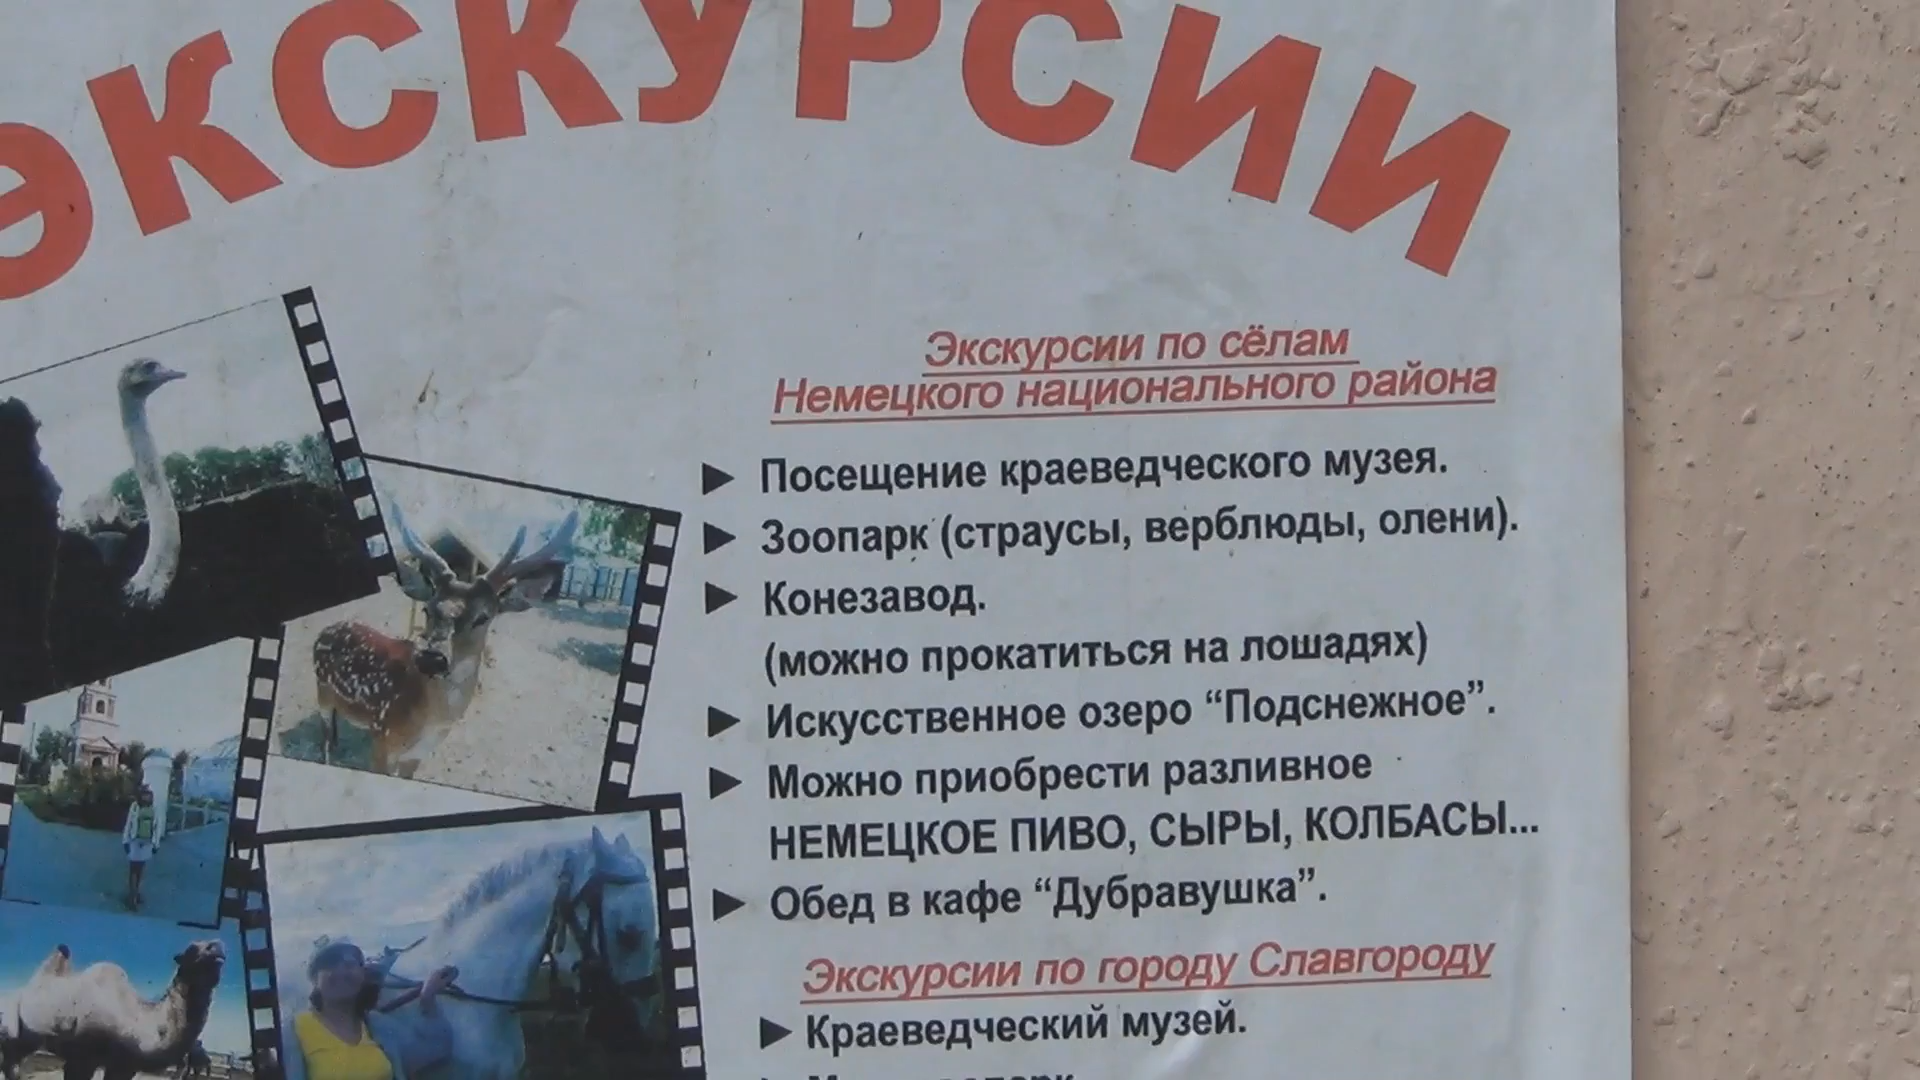 ЭКСКУРСИИ
Экскурсии по сёлам
Немецкого национального района
► Посещение краеведческого музея.
► Зоопарк (страусы, верблюды, олени).
► Конезавод.
(можно прокатиться на лошадях)
► Искусственное озеро “Подснежное”.
► Можно приобрести разливное
НЕМЕЦКОЕ ПИВО, СЫРЫ, КОЛБАСЫ...
► Обед в кафе “Дубравушка”.
Экскурсии по городу Славгороду
► Краеведческий музей.